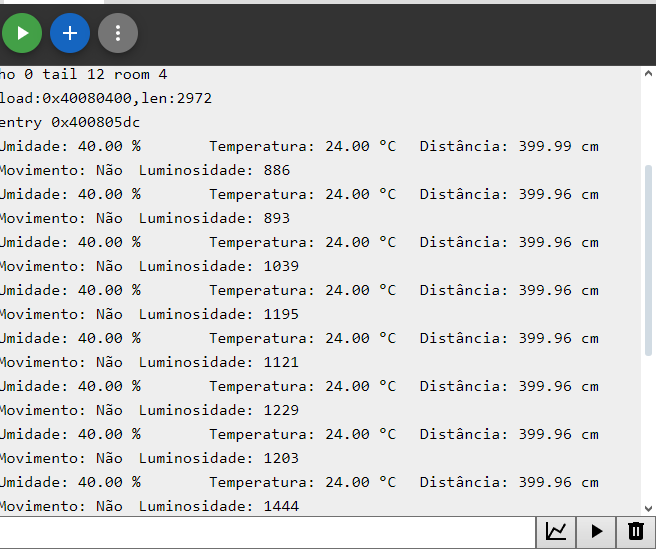 ho 0 tail 12 room 4
load:0x40080400,len:2972
entry 0x400805dc
Umidade: 40.00 % Temperatura: 24.00 °C Distância: 399.99 cm
Movimento: Não Luminosidade: 886
Umidade: 40.00 % Temperatura: 24.00 °C Distância: 399.96 cm
Movimento: Não Luminosidade: 893
Umidade: 40.00 % Temperatura: 24.00 °C Distância: 399.96 cm
Movimento: Não Luminosidade: 1039
Umidade: 40.00 % Temperatura: 24.00 °C Distância: 399.96 cm
Movimento: Não Luminosidade: 1195
Umidade: 40.00 % Temperatura: 24.00 °C Distância: 399.96 cm
Movimento: Não Luminosidade: 1121
Umidade: 40.00 % Temperatura: 24.00 °C Distância: 399.96 cm
Movimento: Não Luminosidade: 1229
Umidade: 40.00 % Temperatura: 24.00 °C Distância: 399.96 cm
Movimento: Não Luminosidade: 1203
Umidade: 40.00 % Temperatura: 24.00 °C Distância: 399.96 cm
Movimento: Não Luminosidade: 1444